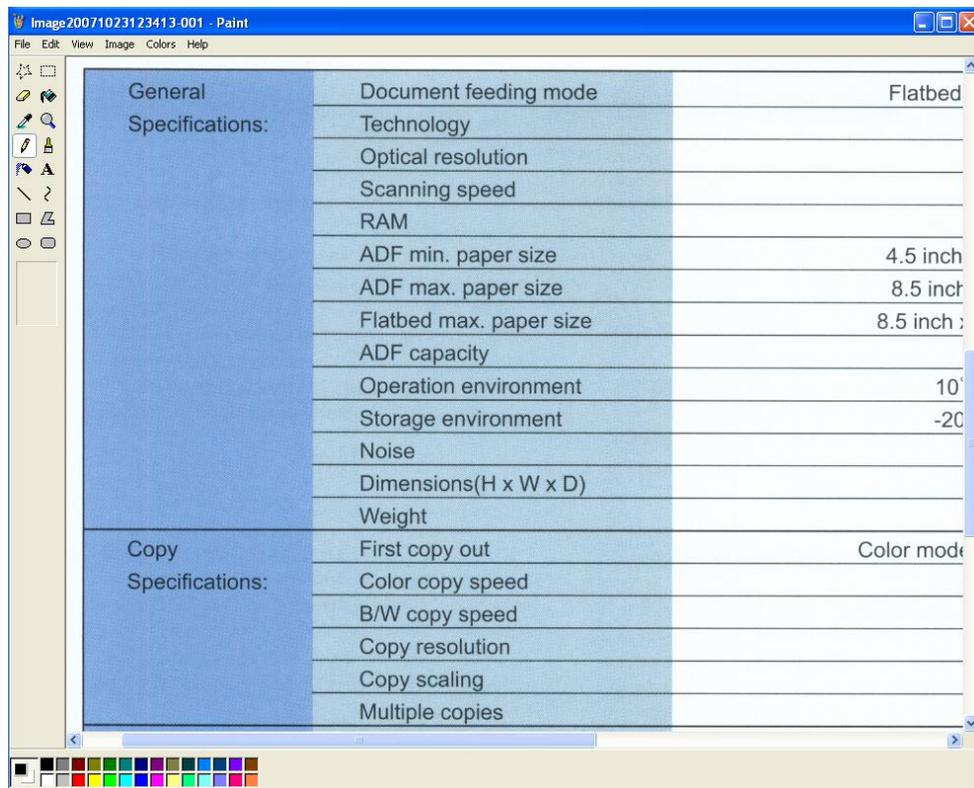 Image20071023123413-001 - Paint
File Edit View Image Colors Help
General Document feeding mode Flatbed
Specifications: Technology
Optical resolution
Scanning speed
RAM
ADF min. paper size 4.5 inch
ADF max. paper size 8.5 inch
Flatbed max. paper size 8.5 inch x
ADF capacity
Operation environment 10°
Storage environment -20
Noise
Dimensions(H x W x D)
Weight
Copy First copy out Color mode
Specifications: Color copy speed
B/W copy speed
Copy resolution
Copy scaling
Multiple copies